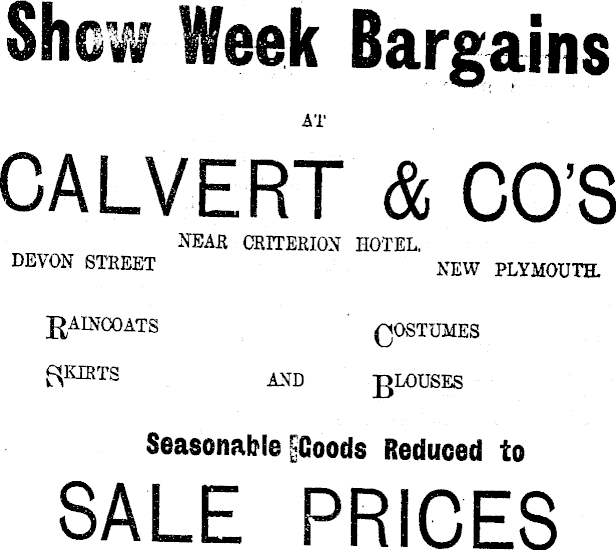 Show Week Bargains
AT
CALVERT & CO'S
NEAR CRITERION HOTEL.
DEVON STREET
NEW PLYMOUTH.
RAINCOATS COSTUMES
SKIRTS AND BLOUSES
Seasonable Goods Reduced to
SALE PRICES